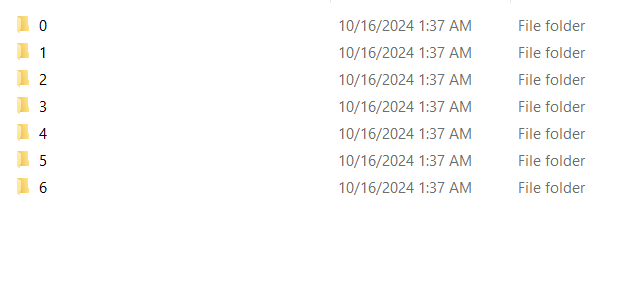 0 10/16/2024 1:37 AM File folder
1 10/16/2024 1:37 AM File folder
2 10/16/2024 1:37 AM File folder
3 10/16/2024 1:37 AM File folder
4 10/16/2024 1:37 AM File folder
5 10/16/2024 1:37 AM File folder
6 10/16/2024 1:37 AM File folder